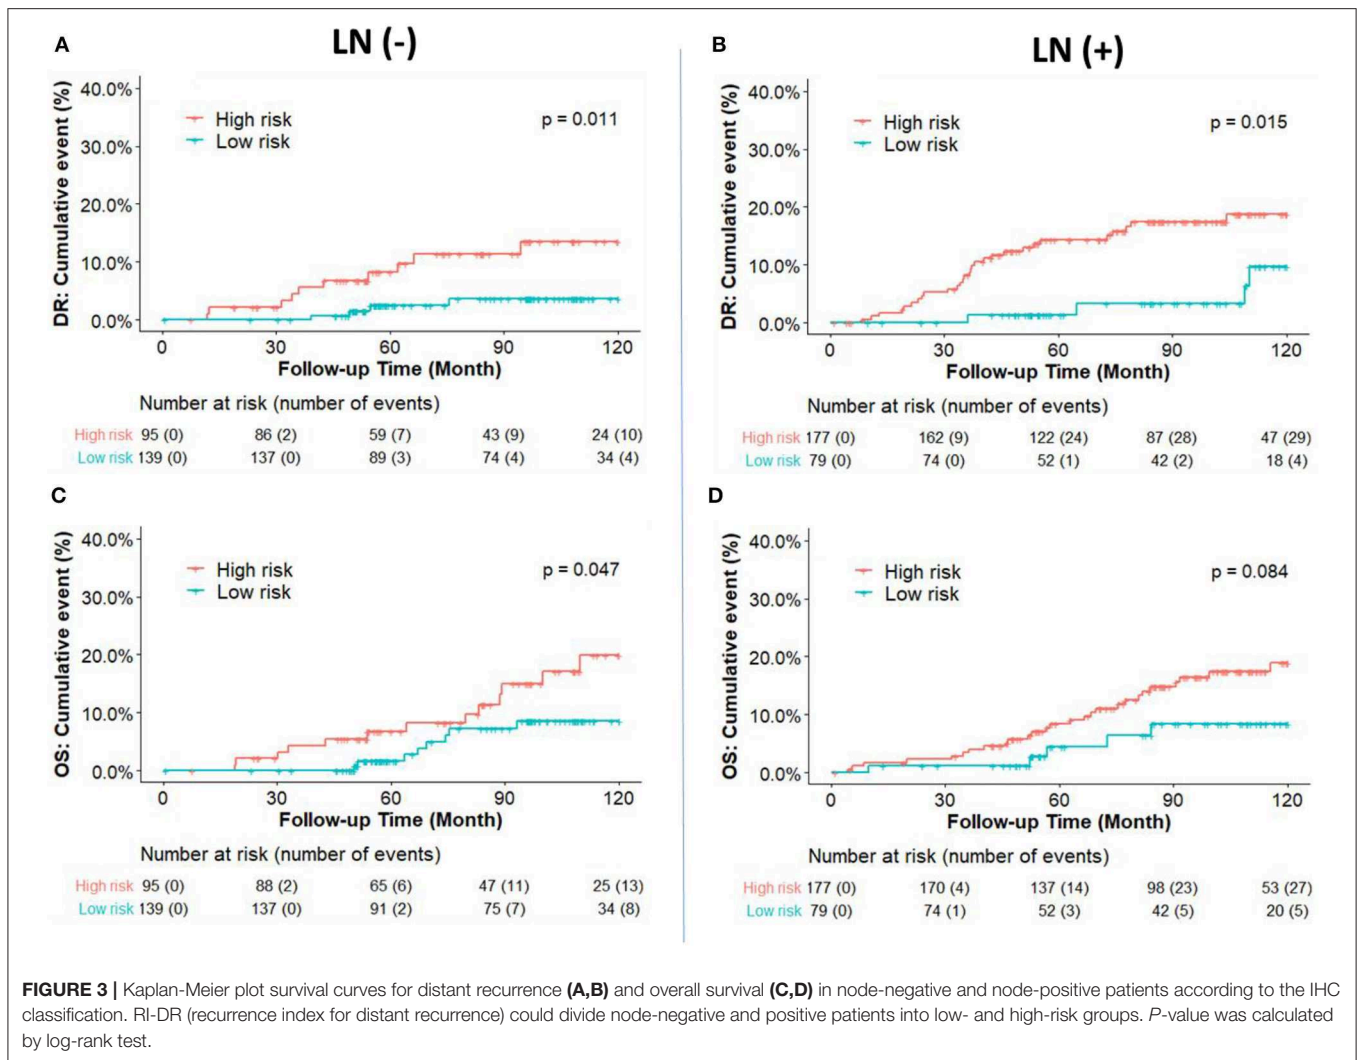 A
LN (-)
DR: Cumulative event (%)
40.0%
30.0%
20.0%
10.0%
0.0%
High risk
Low risk
p = 0.011
0 30 60 90 120
Follow-up Time (Month)
Number at risk (number of events)
High risk 95 (0) 86 (2) 59 (7) 43 (9) 24 (10)
Low risk 139 (0) 137 (0) 89 (3) 74 (4) 34 (4)
B
LN (+)
DR: Cumulative event (%)
40.0%
30.0%
20.0%
10.0%
0.0%
High risk
Low risk
p = 0.015
0 30 60 90 120
Follow-up Time (Month)
Number at risk (number of events)
High risk 177 (0) 162 (9) 122 (24) 87 (28) 47 (29)
Low risk 79 (0) 74 (0) 52 (1) 42 (2) 18 (4)
C
OS: Cumulative event (%)
40.0%
30.0%
20.0%
10.0%
0.0%
High risk
Low risk
p = 0.047
0 30 60 90 120
Follow-up Time (Month)
Number at risk (number of events)
High risk 95 (0) 88 (2) 65 (6) 47 (11) 25 (13)
Low risk 139 (0) 137 (0) 91 (2) 75 (7) 34 (8)
D
OS: Cumulative event (%)
40.0%
30.0%
20.0%
10.0%
0.0%
High risk
Low risk
p = 0.084
0 30 60 90 120
Follow-up Time (Month)
Number at risk (number of events)
High risk 177 (0) 170 (4) 137 (14) 98 (23) 53 (27)
Low risk 79 (0) 74 (1) 52 (3) 42 (5) 20 (5)
FIGURE 3 | Kaplan-Meier plot survival curves for distant recurrence (A,B) and overall survival (C,D) in node-negative and node-positive patients according to the IHC
classification. RI-DR (recurrence index for distant recurrence) could divide node-negative and positive patients into low- and high-risk groups. P-value was calculated
by log-rank test.